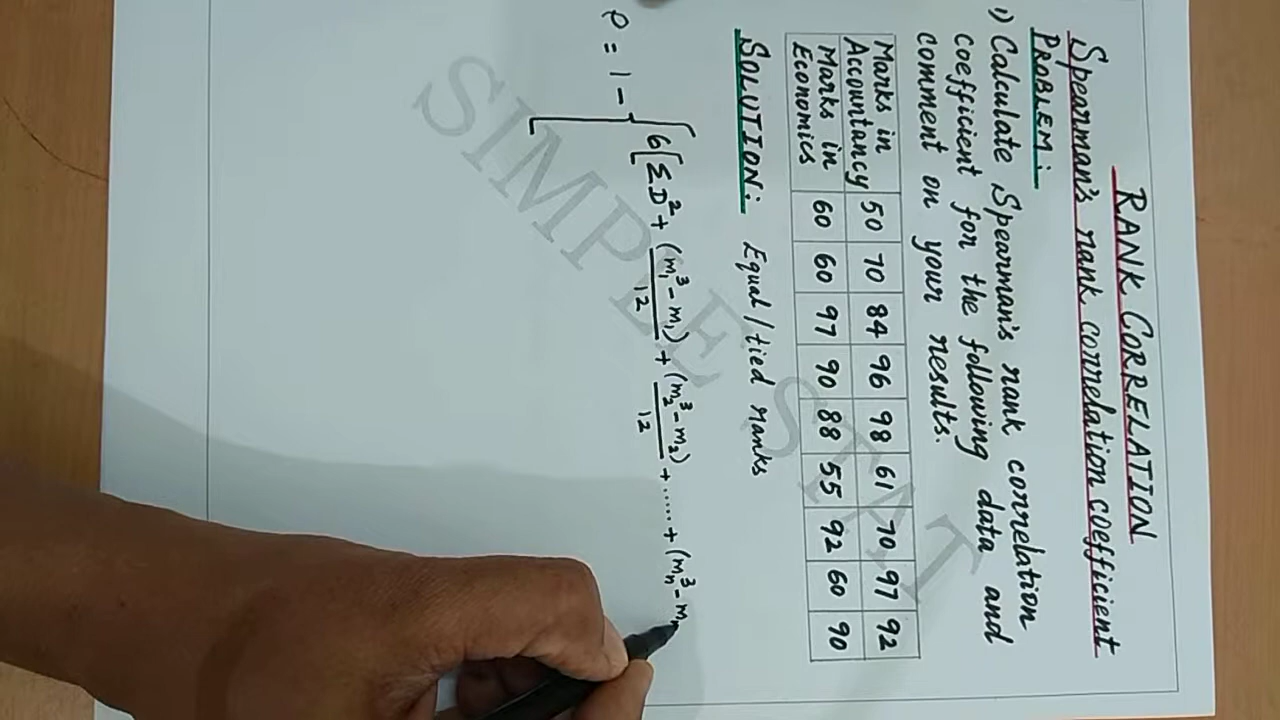 RANK CORRELATION
Spearman's rank correlation coefficient
PROBLEM:
1) Calculate Spearman's rank correlation
coefficient for the following data and
comment on your results.
Marks in Accountancy 50 70 84 96 98 61 70 97 92
Marks in Economics 60 60 97 90 88 55 92 60 90
SOLUTION: Equal/tied ranks
ρ = 1 - [6[ΣD² + (m₁³ - m₁)/12 + (m₂³ - m₂)/12 + ..... + (mₙ³ - mₙ
SIMPLE STAT